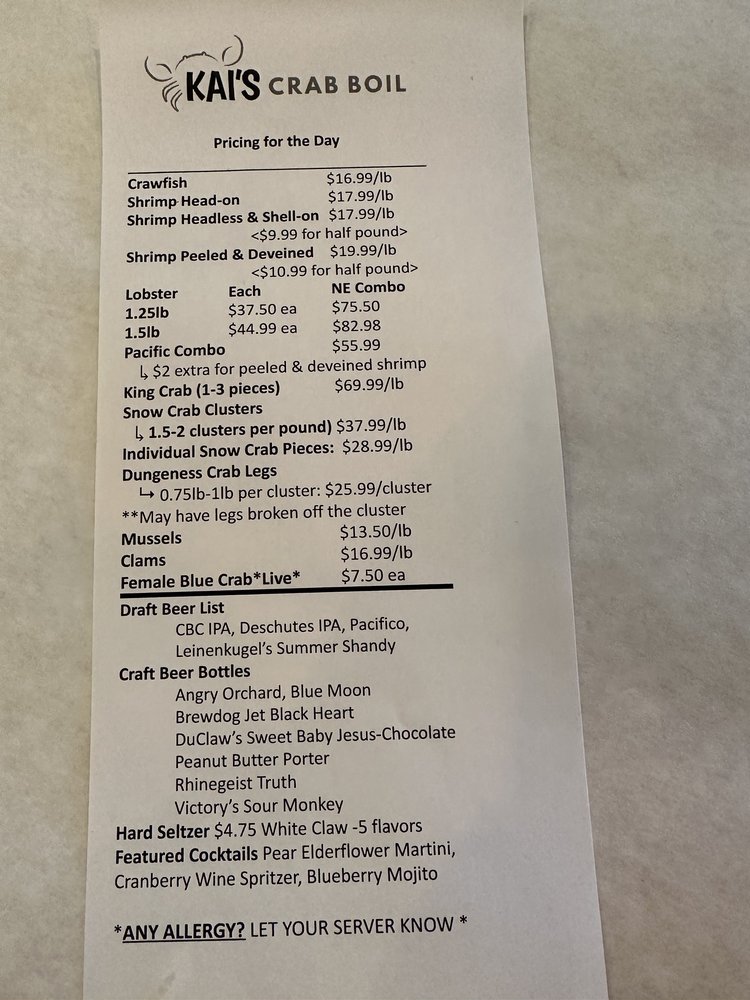 KAI'S CRAB BOIL
Pricing for the Day
Crawfish $16.99/lb
Shrimp Head-on $17.99/lb
Shrimp Headless & Shell-on $17.99/lb
<$9.99 for half pound>
Shrimp Peeled & Deveined $19.99/lb
<$10.99 for half pound>
Lobster Each NE Combo
1.25lb $37.50 ea $75.50
1.5lb $44.99 ea $82.98
Pacific Combo $55.99
↳ $2 extra for peeled & deveined shrimp
King Crab (1-3 pieces) $69.99/lb
Snow Crab Clusters
↳ 1.5-2 clusters per pound) $37.99/lb
Individual Snow Crab Pieces: $28.99/lb
Dungeness Crab Legs
↪ 0.75lb-1lb per cluster: $25.99/cluster
**May have legs broken off the cluster
Mussels $13.50/lb
Clams $16.99/lb
Female Blue Crab*Live* $7.50 ea
Draft Beer List
CBC IPA, Deschutes IPA, Pacifico,
Leinenkugel's Summer Shandy
Craft Beer Bottles
Angry Orchard, Blue Moon
Brewdog Jet Black Heart
DuClaw's Sweet Baby Jesus-Chocolate
Peanut Butter Porter
Rhinegeist Truth
Victory's Sour Monkey
Hard Seltzer $4.75 White Claw -5 flavors
Featured Cocktails Pear Elderflower Martini,
Cranberry Wine Spritzer, Blueberry Mojito
*ANY ALLERGY? LET YOUR SERVER KNOW *